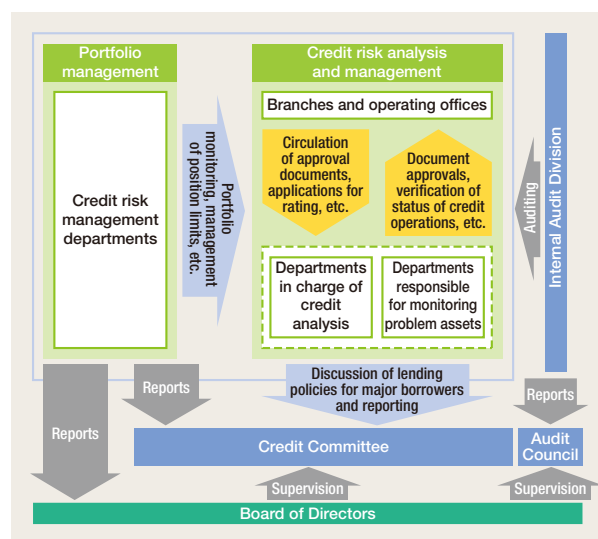 Portfolio
management
Credit risk
management
departments
Portfolio
monitoring, management
of position limits, etc.
Credit risk analysis
and management
Branches and operating offices
Circulation
of approval
documents,
applications for
rating, etc.
Document
approvals,
verification of
status of credit
operations, etc.
Departments
in charge of
credit
analysis
Departments
responsible
for monitoring
problem assets
Auditing
Internal Audit Division
Reports
Reports
Discussion of lending
policies for major borrowers
and reporting
Reports
Credit Committee
Audit
Council
Supervision
Supervision
Board of Directors